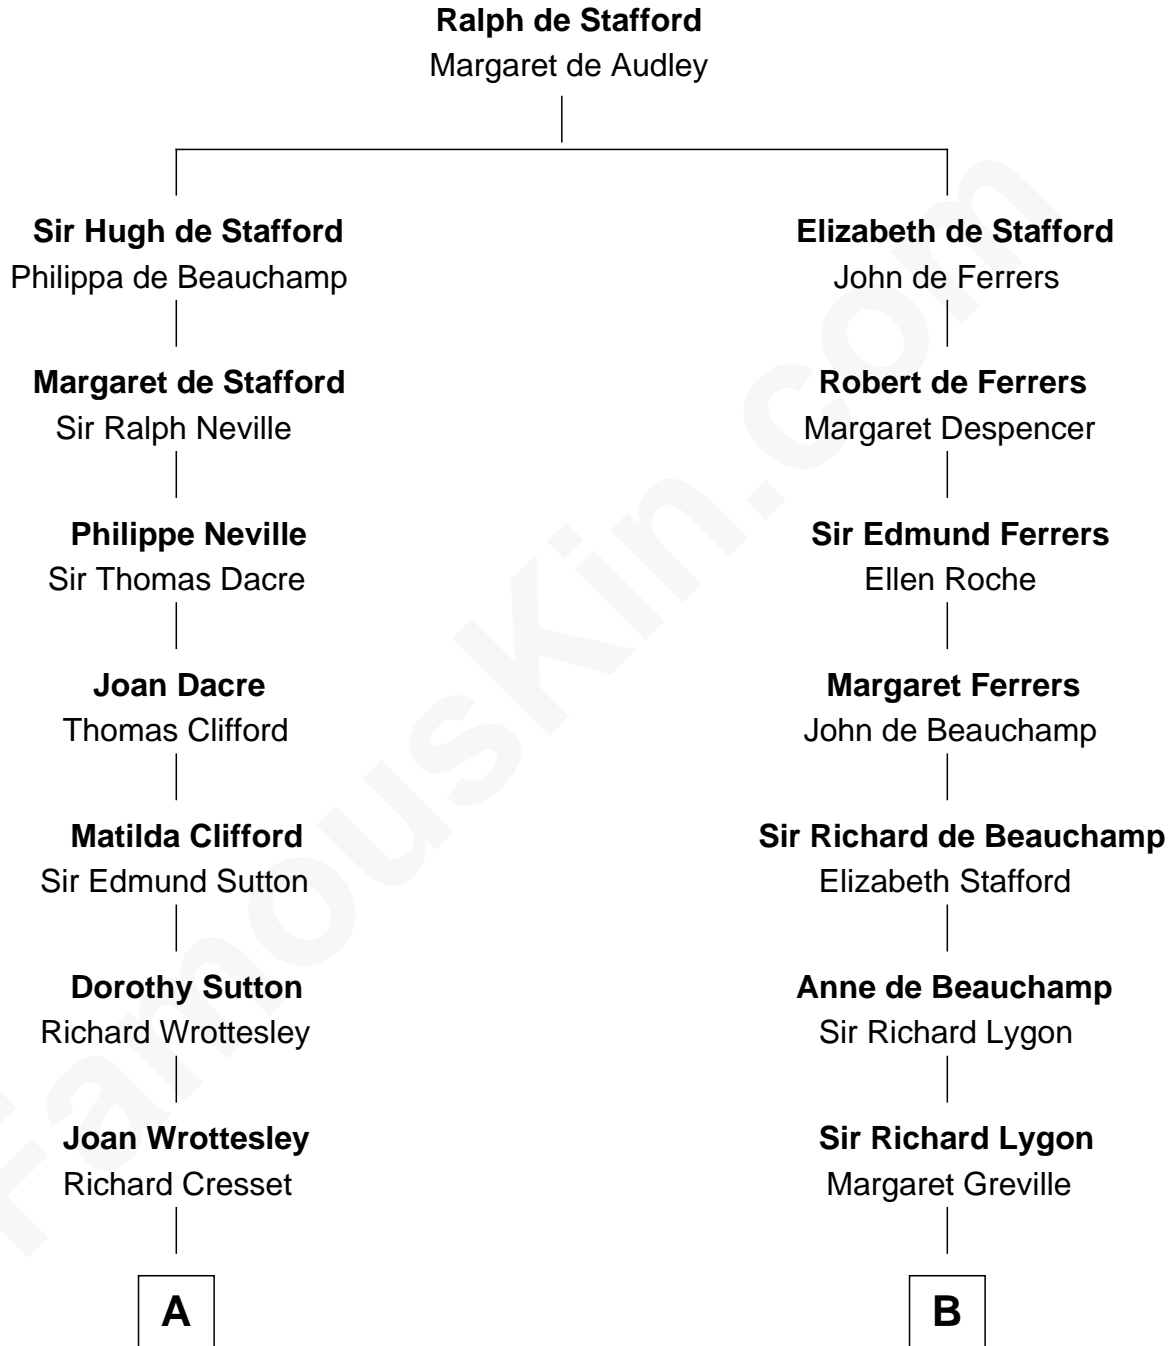 Ralph de Stafford
Margaret de Audley
Sir Hugh de Stafford
Philippa de Beauchamp
Elizabeth de Stafford
John de Ferrers
Margaret de Stafford
Sir Ralph Neville
Robert de Ferrers
Margaret Despencer
Philippe Neville
Sir Thomas Dacre
Sir Edmund Ferrers
Ellen Roche
Joan Dacre
Thomas Clifford
Margaret Ferrers
John de Beauchamp
Matilda Clifford
Sir Edmund Sutton
Sir Richard de Beauchamp
Elizabeth Stafford
Dorothy Sutton
Richard Wrottesley
Anne de Beauchamp
Sir Richard Lygon
Joan Wrottesley
Richard Cresset
Sir Richard Lygon
Margaret Greville
A
B
FamousKin.com